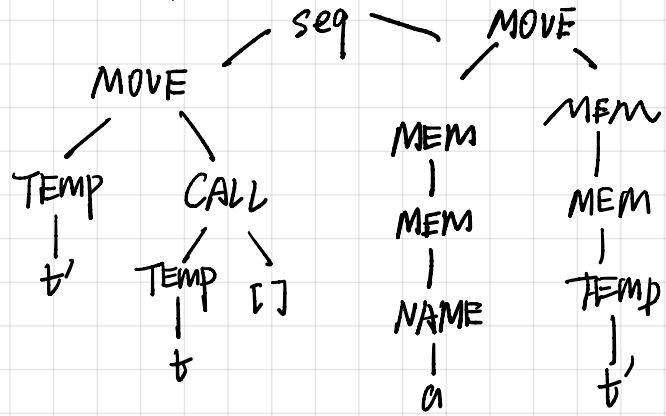 seq MOVE
MOVE MEM
MEM
TEMP CALL MEM
MEM
t' TEMP [] TEMP
NAME
t t'
a